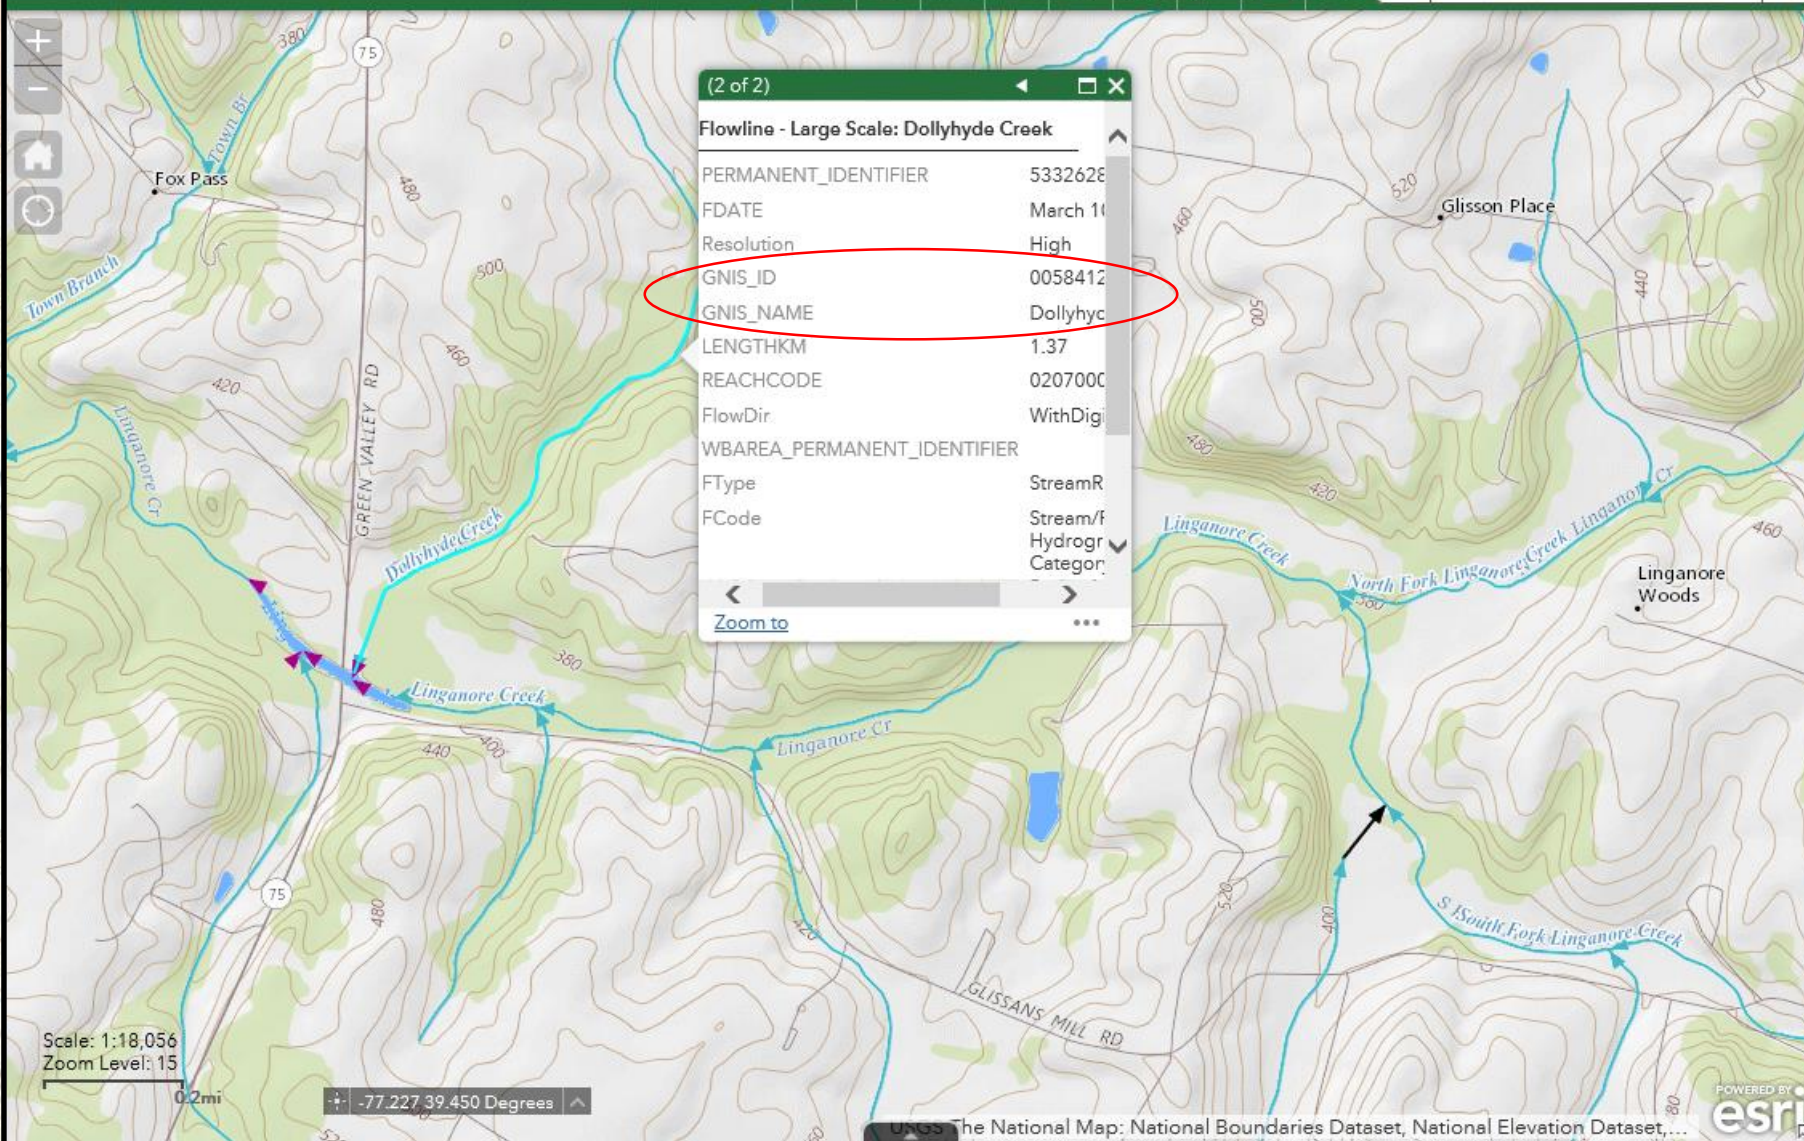 380
75
(2 of 2)
Flowline - Large Scale: Dollyhyde Creek
PERMANENT_IDENTIFIER 5332628
FDATE March 1
Resolution High
GNIS_ID 0058412
GNIS_NAME Dollyhyd
LENGTHKM 1.37
REACHCODE 0207000
FlowDir WithDigi
WBAREA_PERMANENT_IDENTIFIER
FType StreamR
FCode Stream/
Hydrogr
Categor
Zoom to
Town Br
Fox Pass
480
460
520
Glisson Place
Town Branch
500
440
500
460
420
GREEN VALLEY RD
Linganore Cr
480
420
Dollyhyde Creek
Linganore Creek
North Fork Linganore Creek
Linganore Cr
460
380
Linganore
Woods
380
Linganore Creek
Linganore Cr
440
400
75
480
420
520
400
S
South Fork Linganore Creek
GLISSANS MILL RD
Scale: 1:18,056
Zoom Level: 15
0.2mi
-77.227 39.450 Degrees
80
POWERED BY
esri
USGS The National Map: National Boundaries Dataset, National Elevation Dataset,...